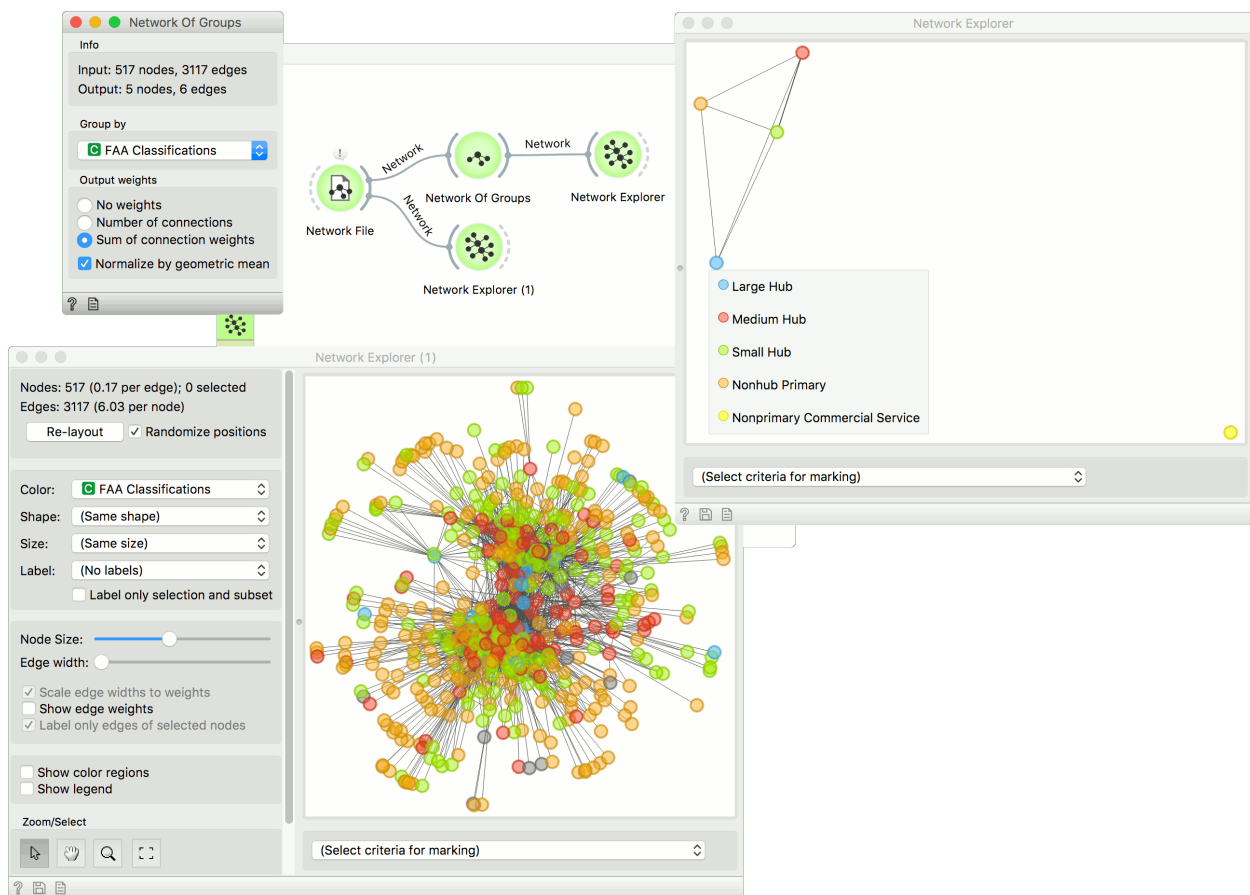 Network Of Groups
Info
Input: 517 nodes, 3117 edges
Output: 5 nodes, 6 edges
Group by
C FAA Classifications
Output weights
No weights
Number of connections
Sum of connection weights
Normalize by geometric mean
?
!
Network File
Network
Network
Network Of Groups
Network
Network Explorer
Network Explorer (1)
Network Explorer
Large Hub
Medium Hub
Small Hub
Nonhub Primary
Nonprimary Commercial Service
(Select criteria for marking)
?
Network Explorer (1)
Nodes: 517 (0.17 per edge); 0 selected
Edges: 3117 (6.03 per node)
Re-layout Randomize positions
Color: C FAA Classifications
Shape: (Same shape)
Size: (Same size)
Label: (No labels)
Label only selection and subset
Node Size:
Edge width:
Scale edge widths to weights
Show edge weights
Label only edges of selected nodes
Show color regions
Show legend
Zoom/Select
(Select criteria for marking)
?